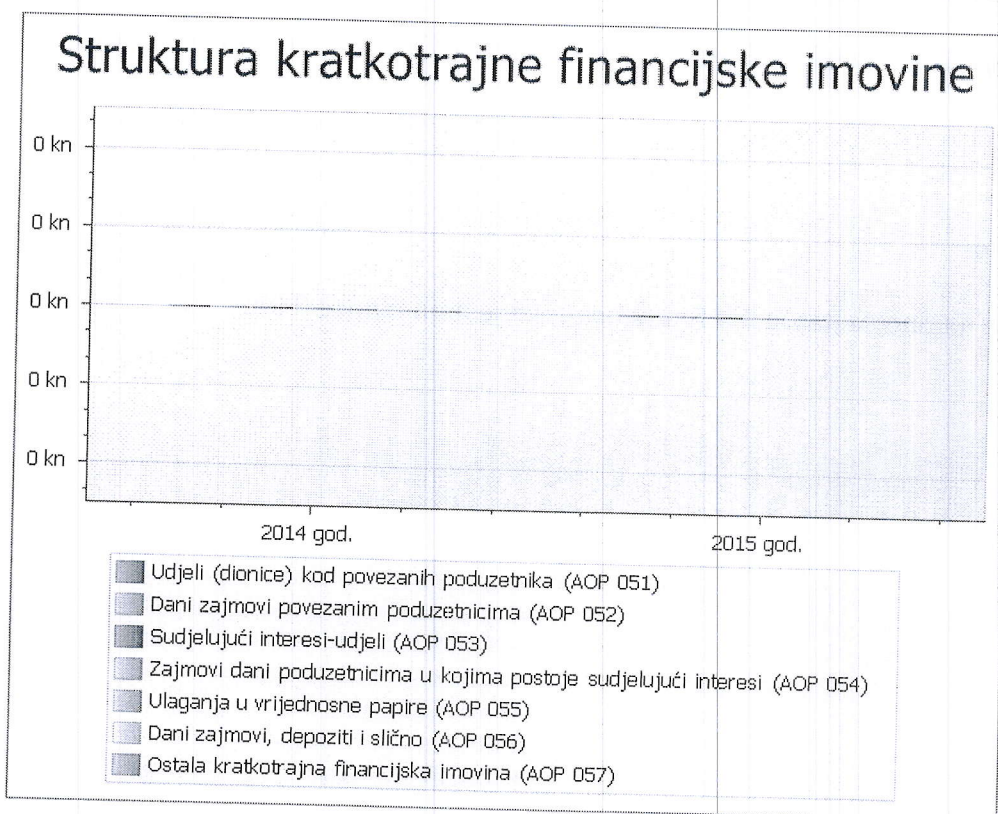 Struktura kratkotrajne financijske imovine
0 kn
0 kn
0 kn
0 kn
0 kn
2014 god.
2015 god.
Udjeli (dionice) kod povezanih poduzetnika (AOP 051)
Dani zajmovi povezanim poduzetnicima (AOP 052)
Sudjelujući interesi-udjeli (AOP 053)
Zajmovi dani poduzetnicima u kojima postoje sudjelujući interesi (AOP 054)
Ulaganja u vrijednosne papire (AOP 055)
Dani zajmovi, depoziti i slično (AOP 056)
Ostala kratkotrajna financijska imovina (AOP 057)